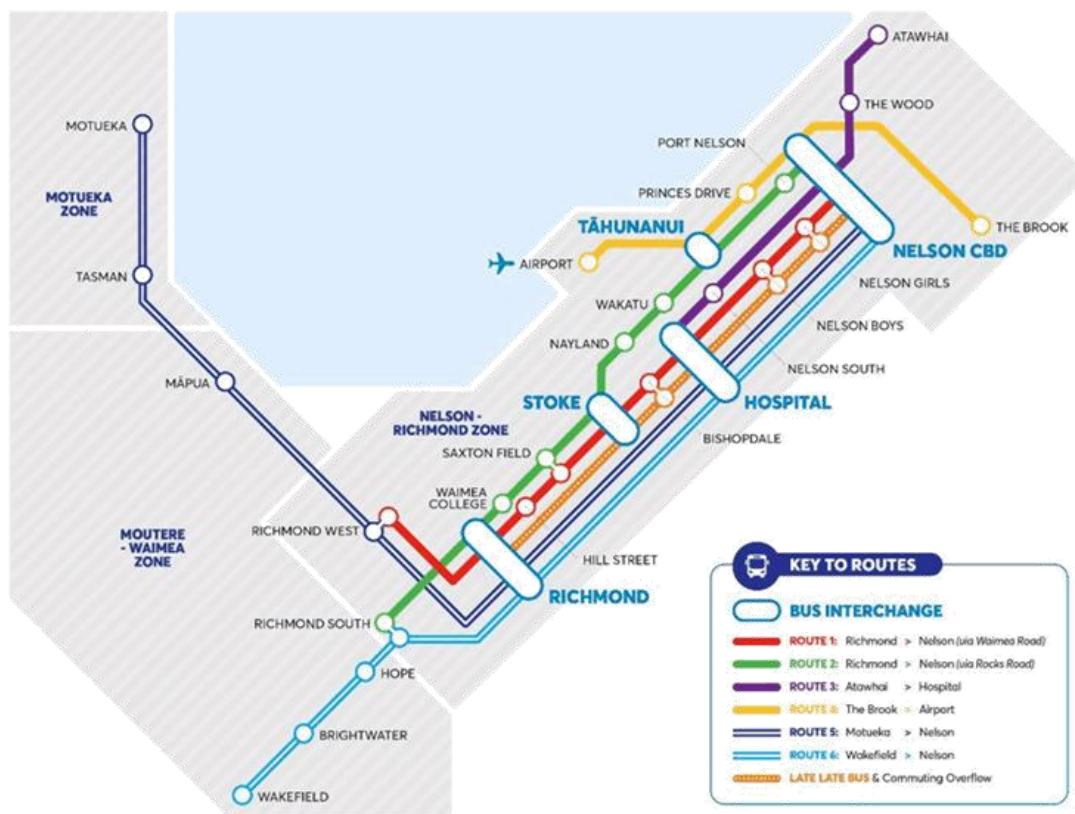 ATAWHAI
THE WOOD
MOTUEKA
PORT NELSON
MOTUEKA
ZONE
PRINCES DRIVE
TĀHUNANUI
THE BROOK
NELSON CBD
AIRPORT
TASMAN
NELSON GIRLS
WAKATU
NELSON BOYS
NAYLAND
NELSON SOUTH
MĀPUA
STOKE
HOSPITAL
NELSON -
RICHMOND ZONE
BISHOPDALE
SAXTON FIELD
WAIMEA
COLLEGE
RICHMOND WEST
MOUTERE
- WAIMEA
ZONE
HILL STREET
RICHMOND
RICHMOND SOUTH
HOPE
BRIGHTWATER
WAKEFIELD
KEY TO ROUTES
BUS INTERCHANGE
ROUTE 1: Richmond > Nelson (via Waimea Road)
ROUTE 2: Richmond > Nelson (via Rocks Road)
ROUTE 3: Atawhai > Hospital
ROUTE 4: The Brook > Airport
ROUTE 5: Motueka > Nelson
ROUTE 6: Wakefield > Nelson
LATE LATE BUS & Commuting Overflow